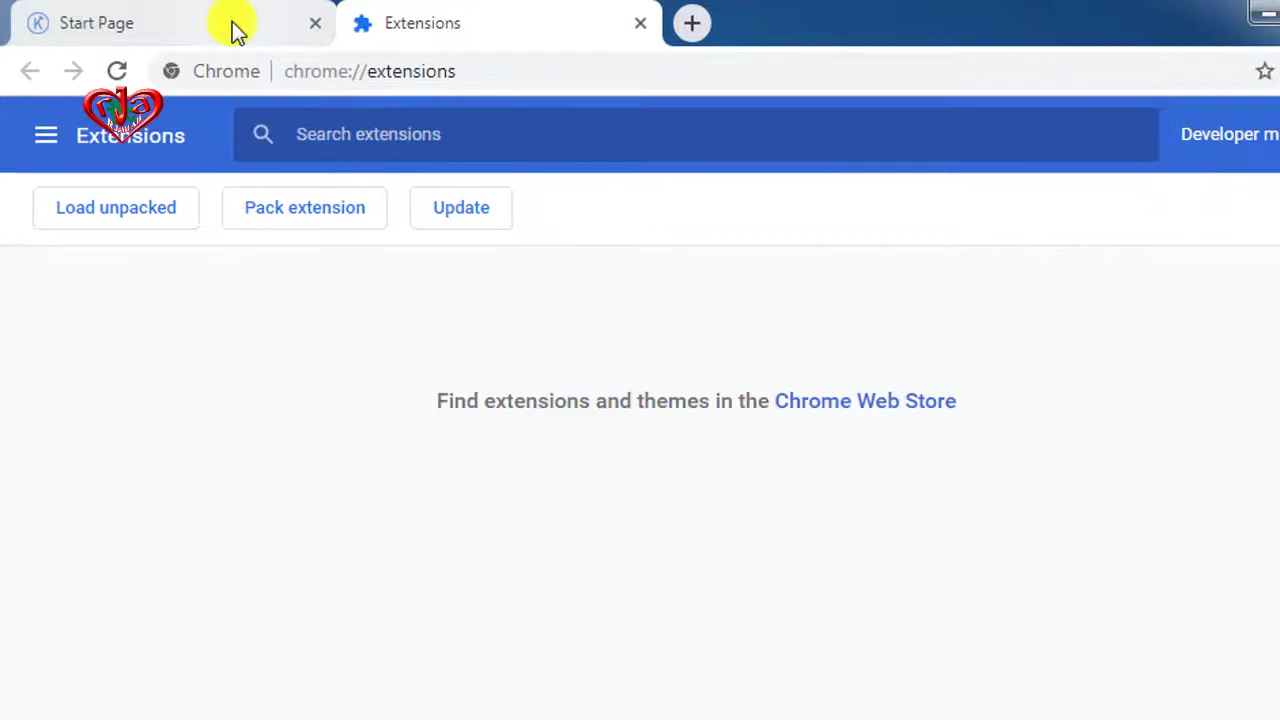 Start Page
Extensions
Chrome
chrome://extensions
Extensions
Search extensions
Developer m
Load unpacked
Pack extension
Update
Find extensions and themes in the Chrome Web Store